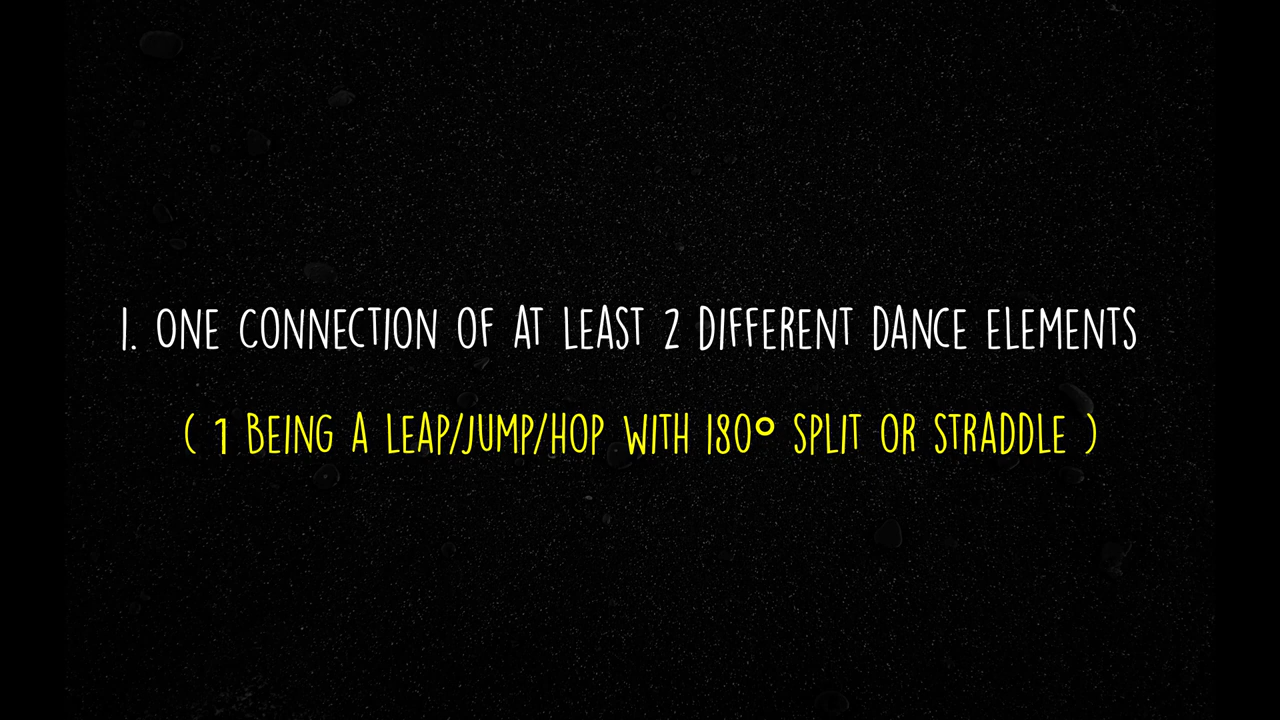 1. ONE CONNECTION OF AT LEAST 2 DIFFERENT DANCE ELEMENTS
( 1 BEING A LEAP/JUMP/HOP WITH 180° SPLIT OR STRADDLE )